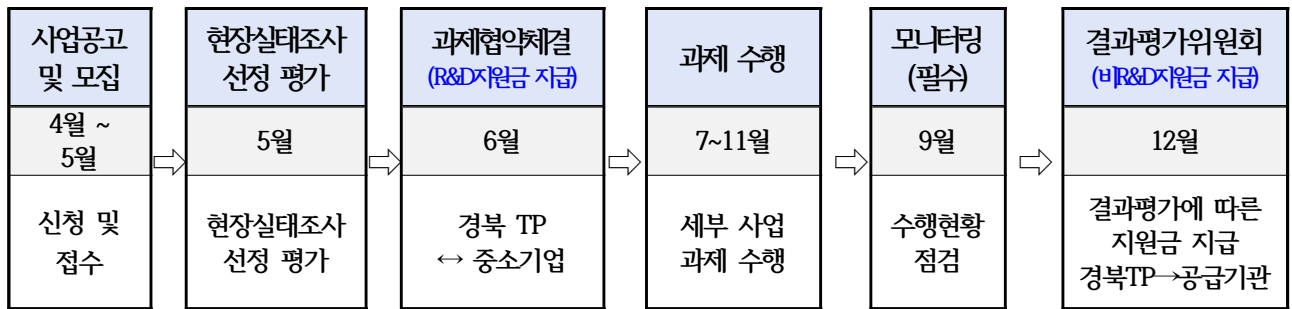 사업공고
및 모집
4월 ~
5월
신청 및
접수
현장실태조사
선정 평가
5월
현장실태조사
선정 평가
과제협약체결
(R&D지원금 지급)
6월
경북 TP
↔ 중소기업
과제 수행
7~11월
세부 사업
과제 수행
모니터링
(필수)
9월
수행현황
점검
결과평가위원회
(비R&D지원금 지급)
12월
결과평가에 따른
지원금 지급
경북TP→공급기관